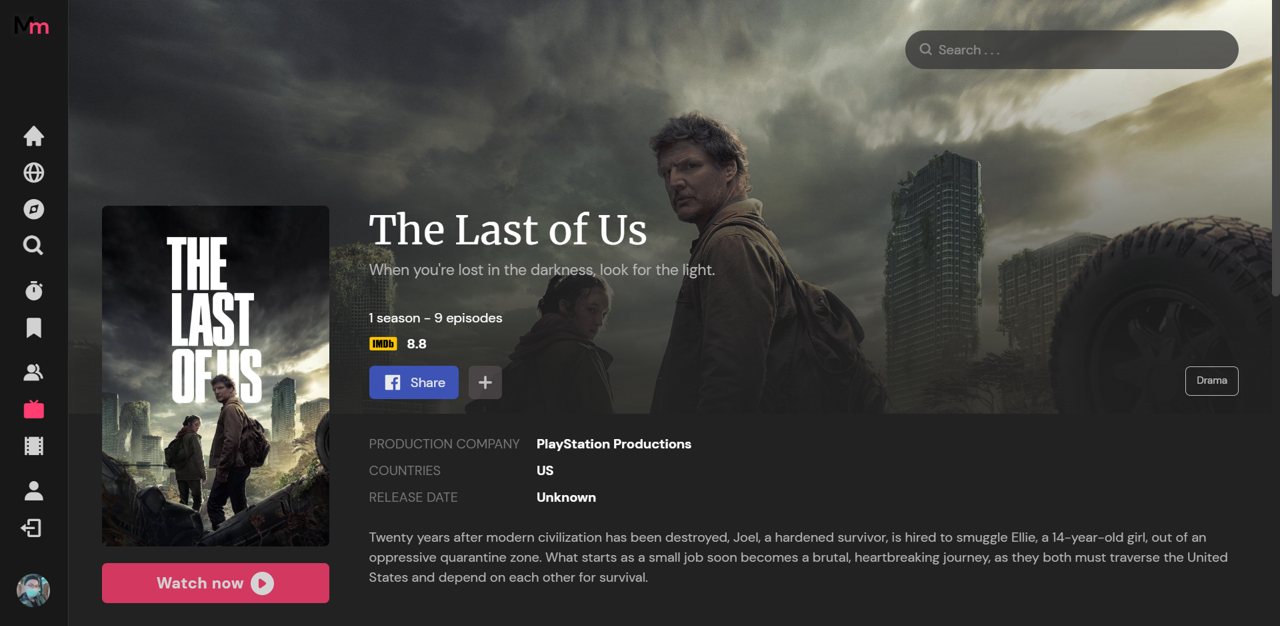 Mm
Search . . .
THE
LAST
OF US
The Last of Us
When you're lost in the darkness, look for the light.
1 season - 9 episodes
IMDb 8.8
Share
Drama
PRODUCTION COMPANY PlayStation Productions
COUNTRIES US
RELEASE DATE Unknown
Twenty years after modern civilization has been destroyed, Joel, a hardened survivor, is hired to smuggle Ellie, a 14-year-old girl, out of an
oppressive quarantine zone. What starts as a small job soon becomes a brutal, heartbreaking journey, as they both must traverse the United
States and depend on each other for survival.
Watch now